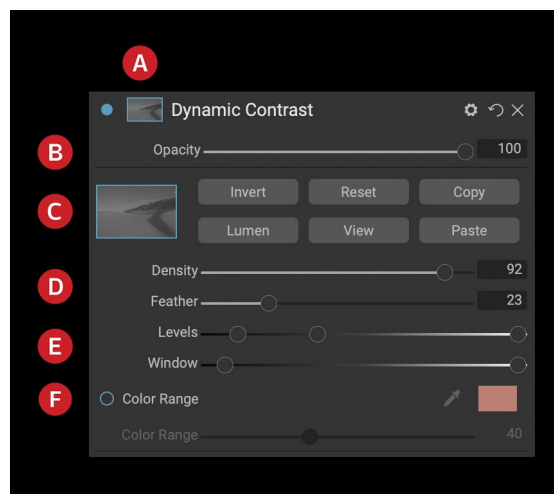 A
Dynamic Contrast
B
Opacity 100
C
Invert Reset Copy
Lumen View Paste
D
Density 92
Feather 23
E
Levels
Window
F
Color Range
Color Range 40